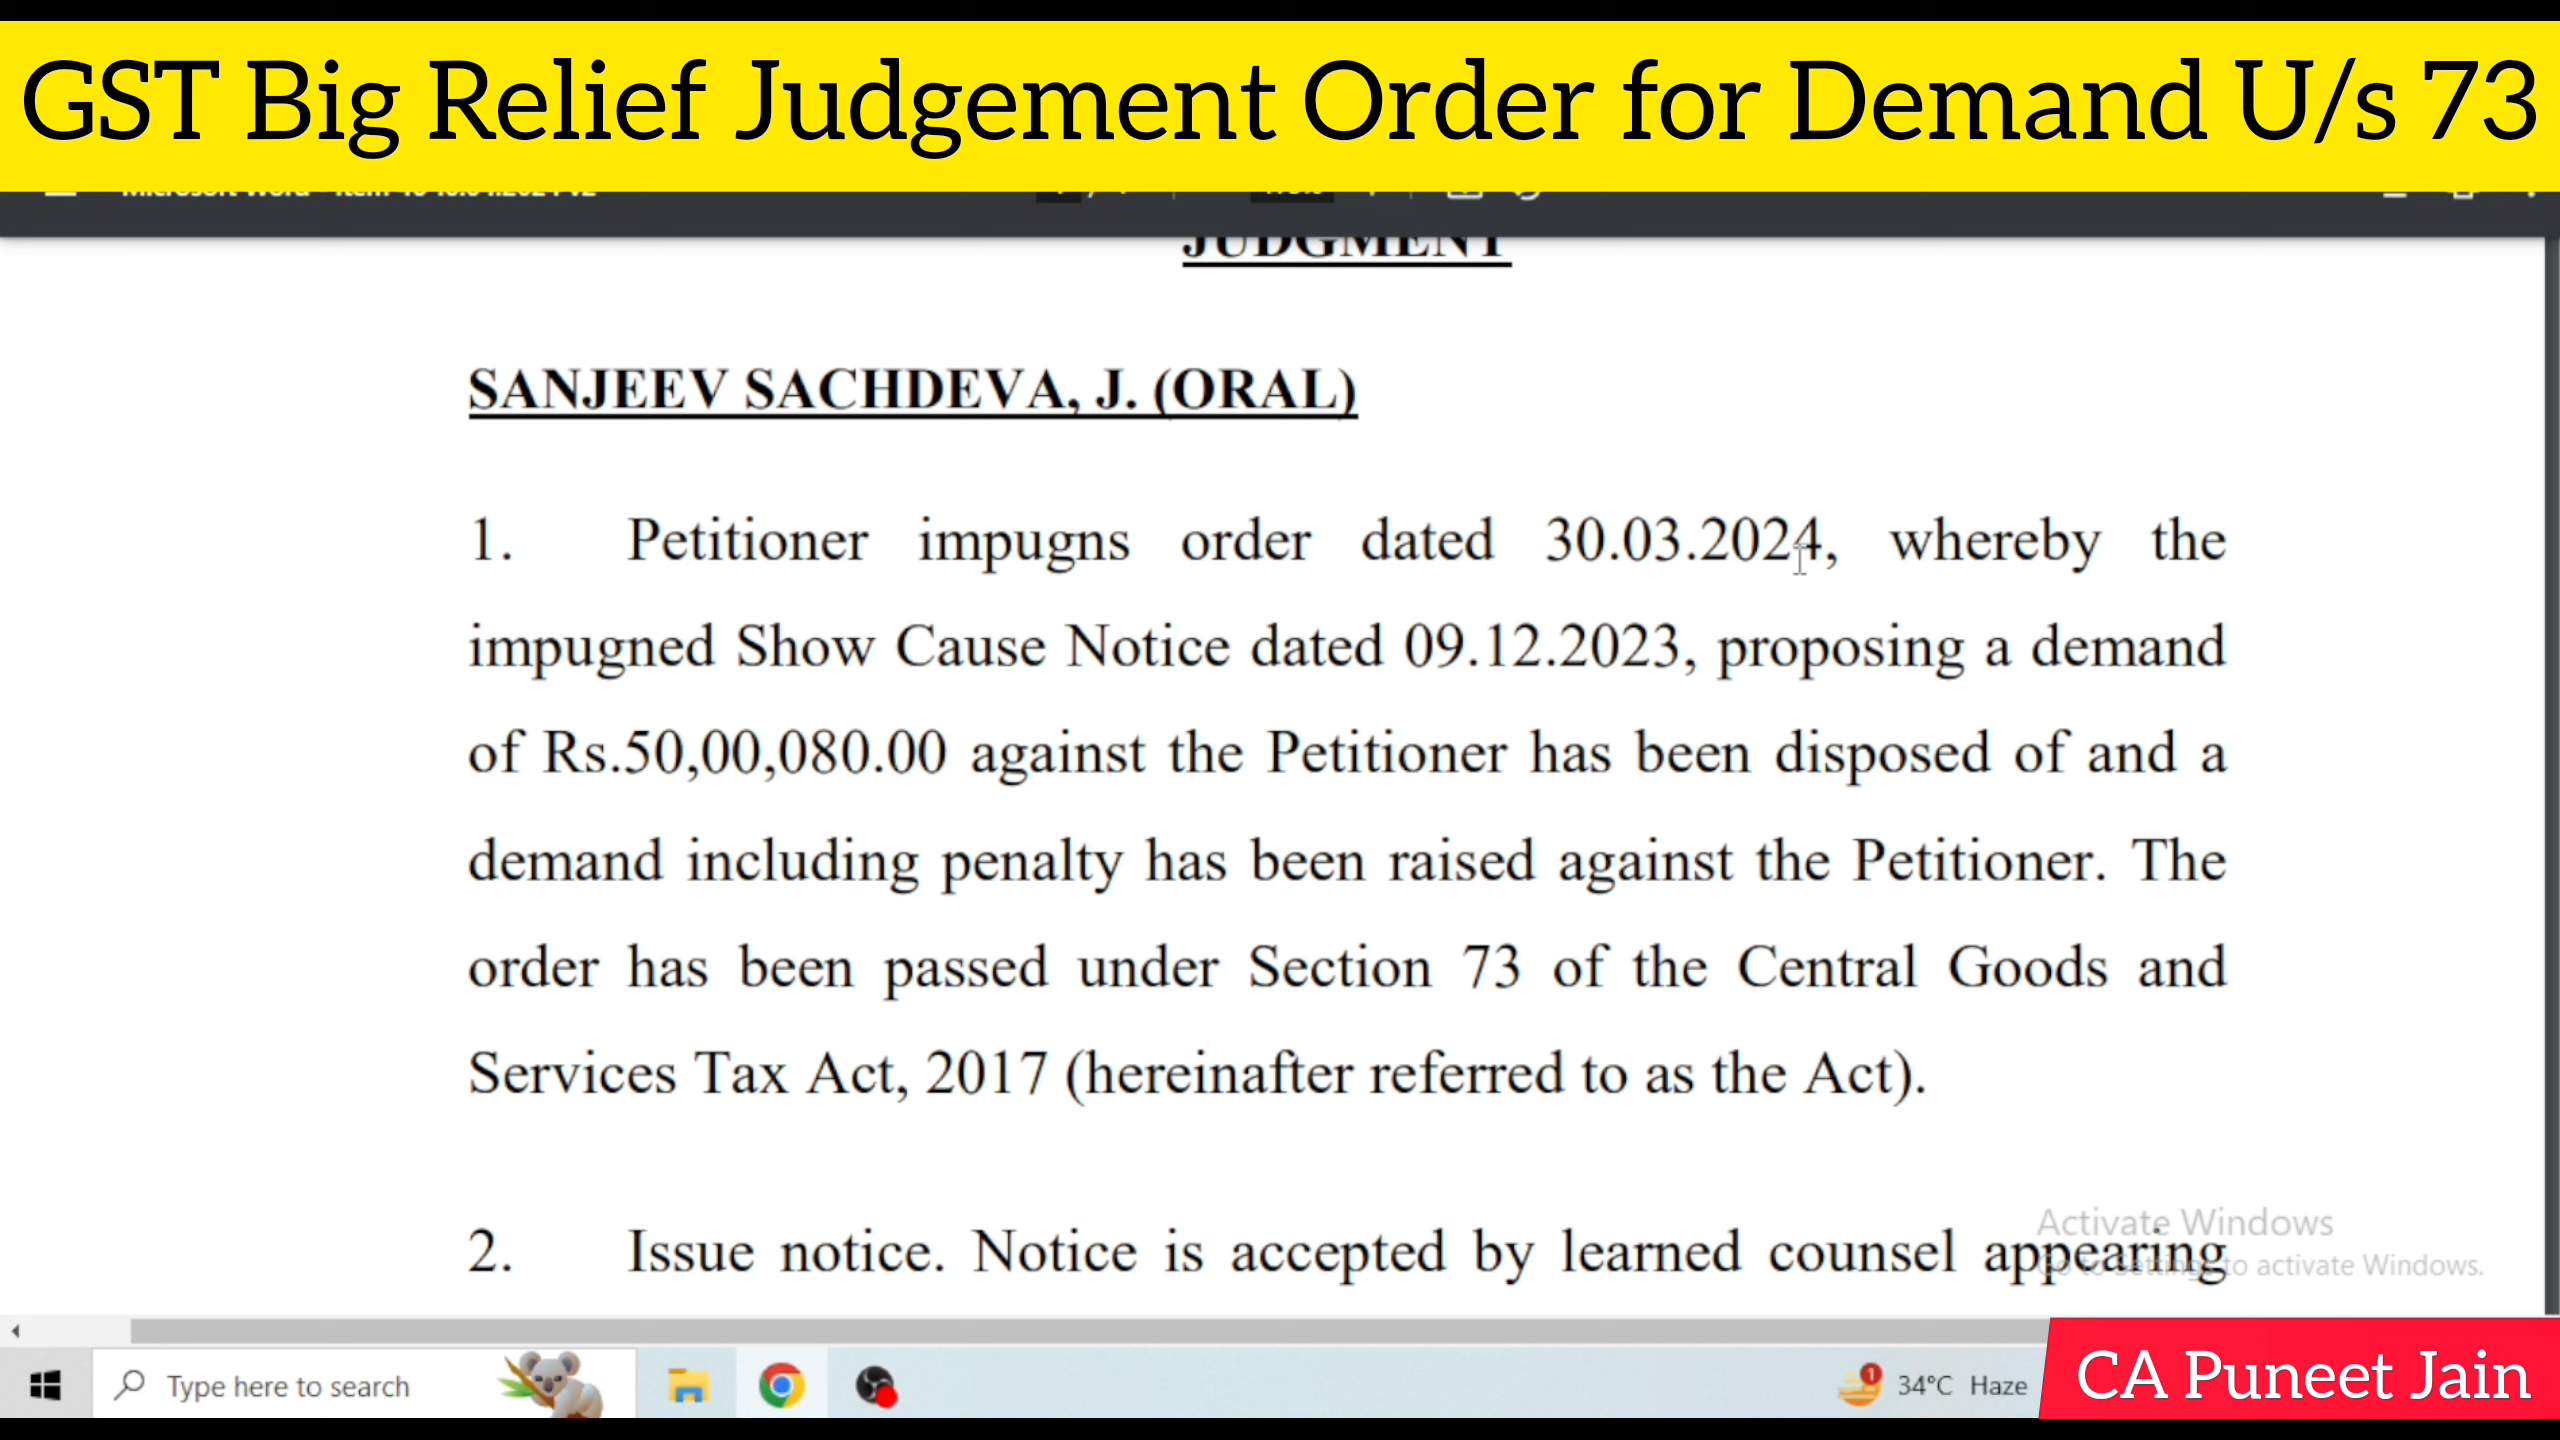 GST Big Relief Judgement Order for Demand U/s 73
JUDGMENT
SANJEEV SACHDEVA, J. (ORAL)
1. Petitioner impugns order dated 30.03.2024, whereby the
impugned Show Cause Notice dated 09.12.2023, proposing a demand
of Rs.50,00,080.00 against the Petitioner has been disposed of and a
demand including penalty has been raised against the Petitioner. The
order has been passed under Section 73 of the Central Goods and
Services Tax Act, 2017 (hereinafter referred to as the Act).
2. Issue notice. Notice is accepted by learned counsel appearing
Activate Windows
Go to Settings to activate Windows.
Type here to search
1
34°C Haze
CA Puneet Jain